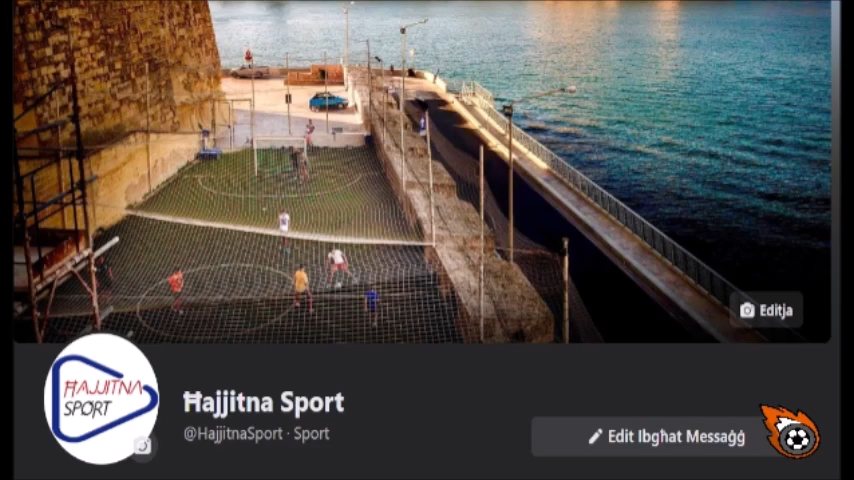 Editja
ĦAJJITNA
SPORT
Ħajjitna Sport
@HajjitnaSport · Sport
Edit Ibgħat Messaġġ